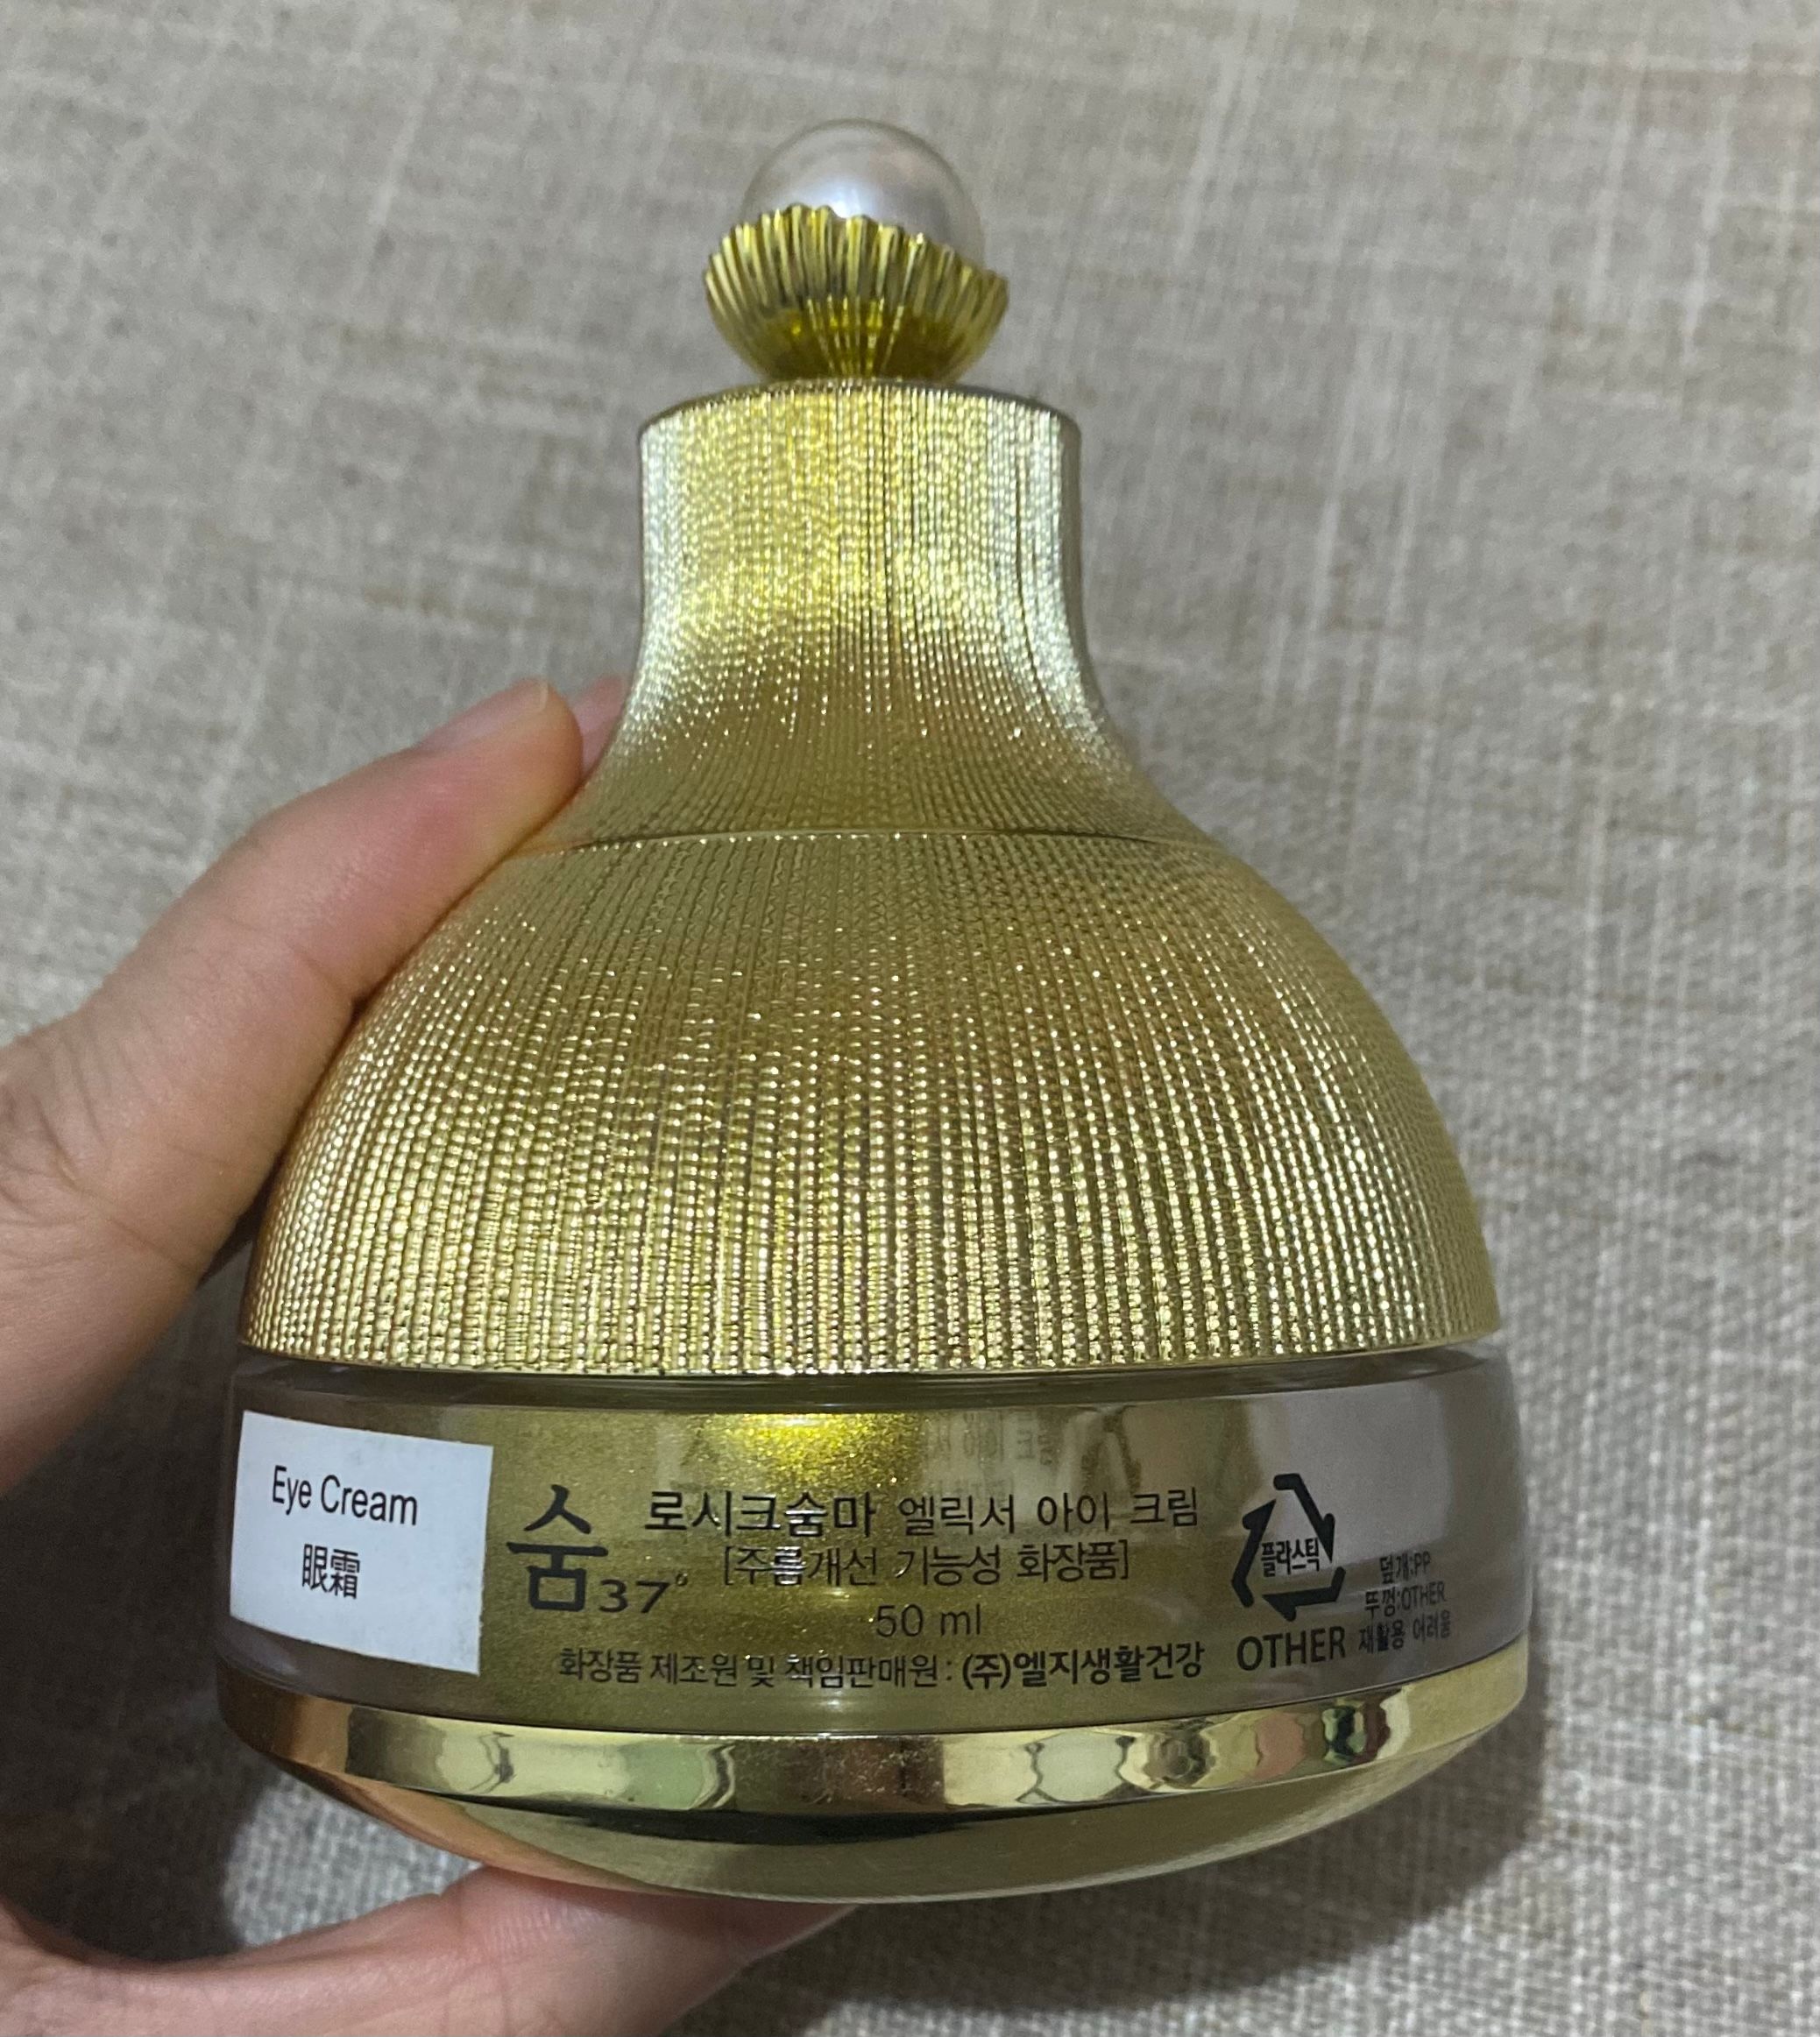 Eye Cream
眼霜
숨37°
로시크숨마 엘릭서 아이 크림
[주름개선 기능성 화장품]
50 ml
화장품 제조원 및 책임판매원 : (주)엘지생활건강
플라스틱
OTHER
덮개:PP
뚜껑:OTHER
재활용 어려움